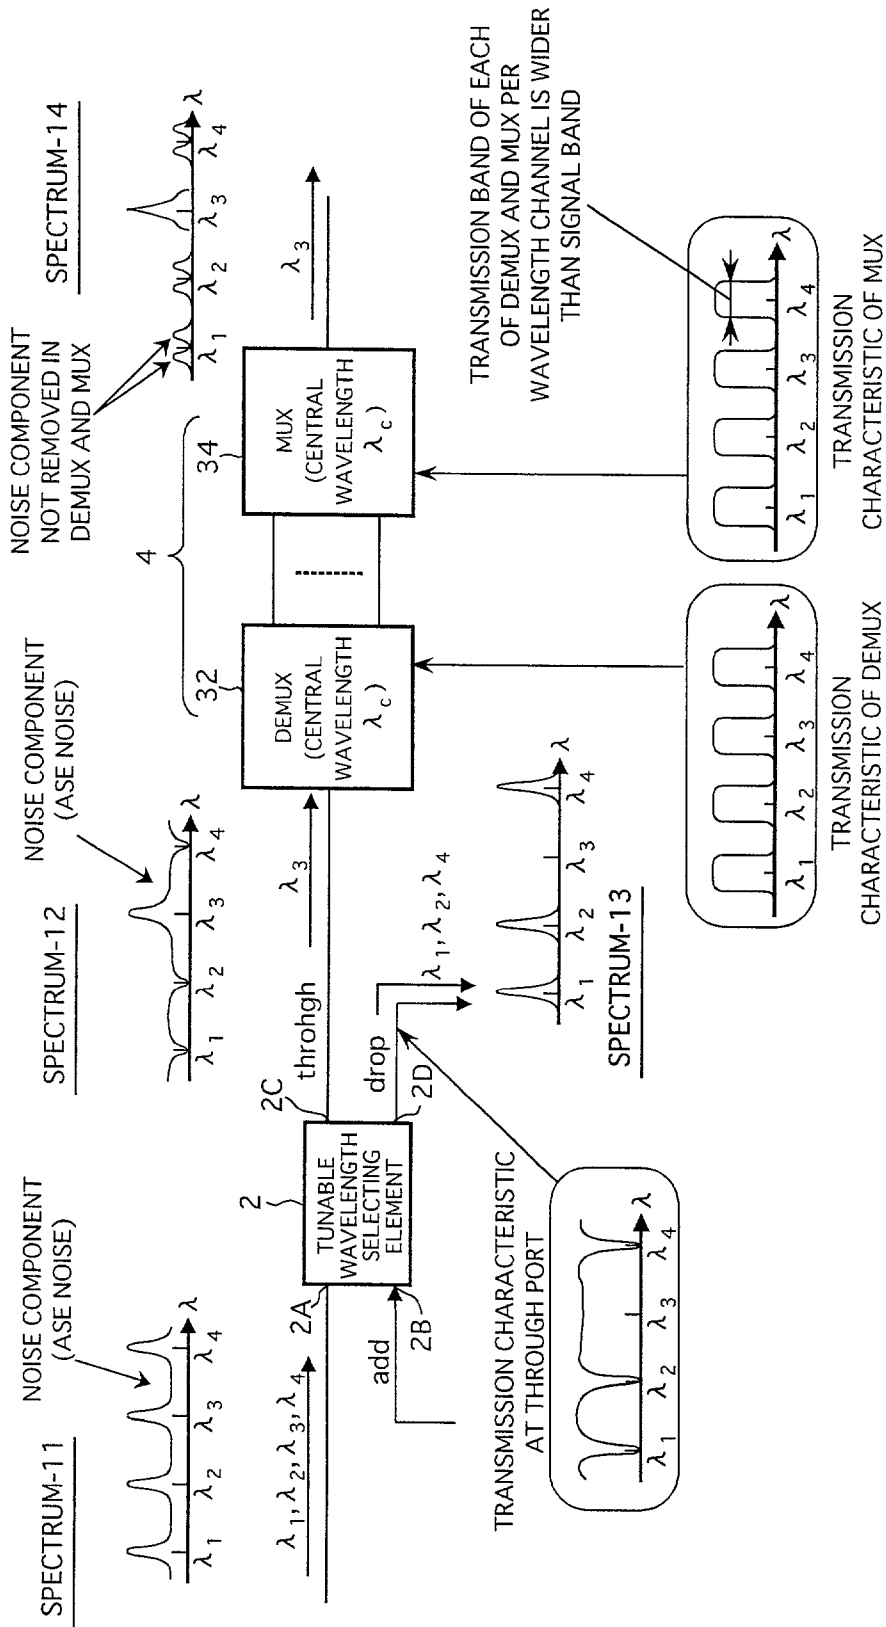 SPECTRUM-11
NOISE COMPONENT
(ASE NOISE)
λ
λ1 λ2 λ3 λ4
λ1, λ2, λ3, λ4
2A
add
2B
2
TUNABLE
WAVELENGTH
SELECTING
ELEMENT
2C
throhgh
drop
2D
TRANSMISSION CHARACTERISTIC
AT THROUGH PORT
λ
λ1 λ2 λ3 λ4
SPECTRUM-12
NOISE COMPONENT
(ASE NOISE)
λ
λ1 λ2 λ3 λ4
λ3
λ1, λ2, λ4
λ
λ1 λ2 λ3 λ4
SPECTRUM-13
4
32
DEMUX
(CENTRAL
WAVELENGTH
λc)
34
MUX
(CENTRAL
WAVELENGTH
λc)
NOISE COMPONENT
NOT REMOVED IN
DEMUX AND MUX
SPECTRUM-14
λ
λ1 λ2 λ3 λ4
λ3
TRANSMISSION BAND OF EACH
OF DEMUX AND MUX PER
WAVELENGTH CHANNEL IS WIDER
THAN SIGNAL BAND
λ
λ1 λ2 λ3 λ4
TRANSMISSION
CHARACTERISTIC OF DEMUX
λ
λ1 λ2 λ3 λ4
TRANSMISSION
CHARACTERISTIC OF MUX